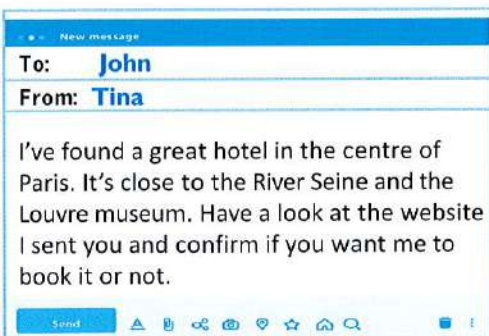 New message
To: John
From: Tina
I've found a great hotel in the centre of
Paris. It's close to the River Seine and the
Louvre museum. Have a look at the website
I sent you and confirm if you want me to
book it or not.
Send